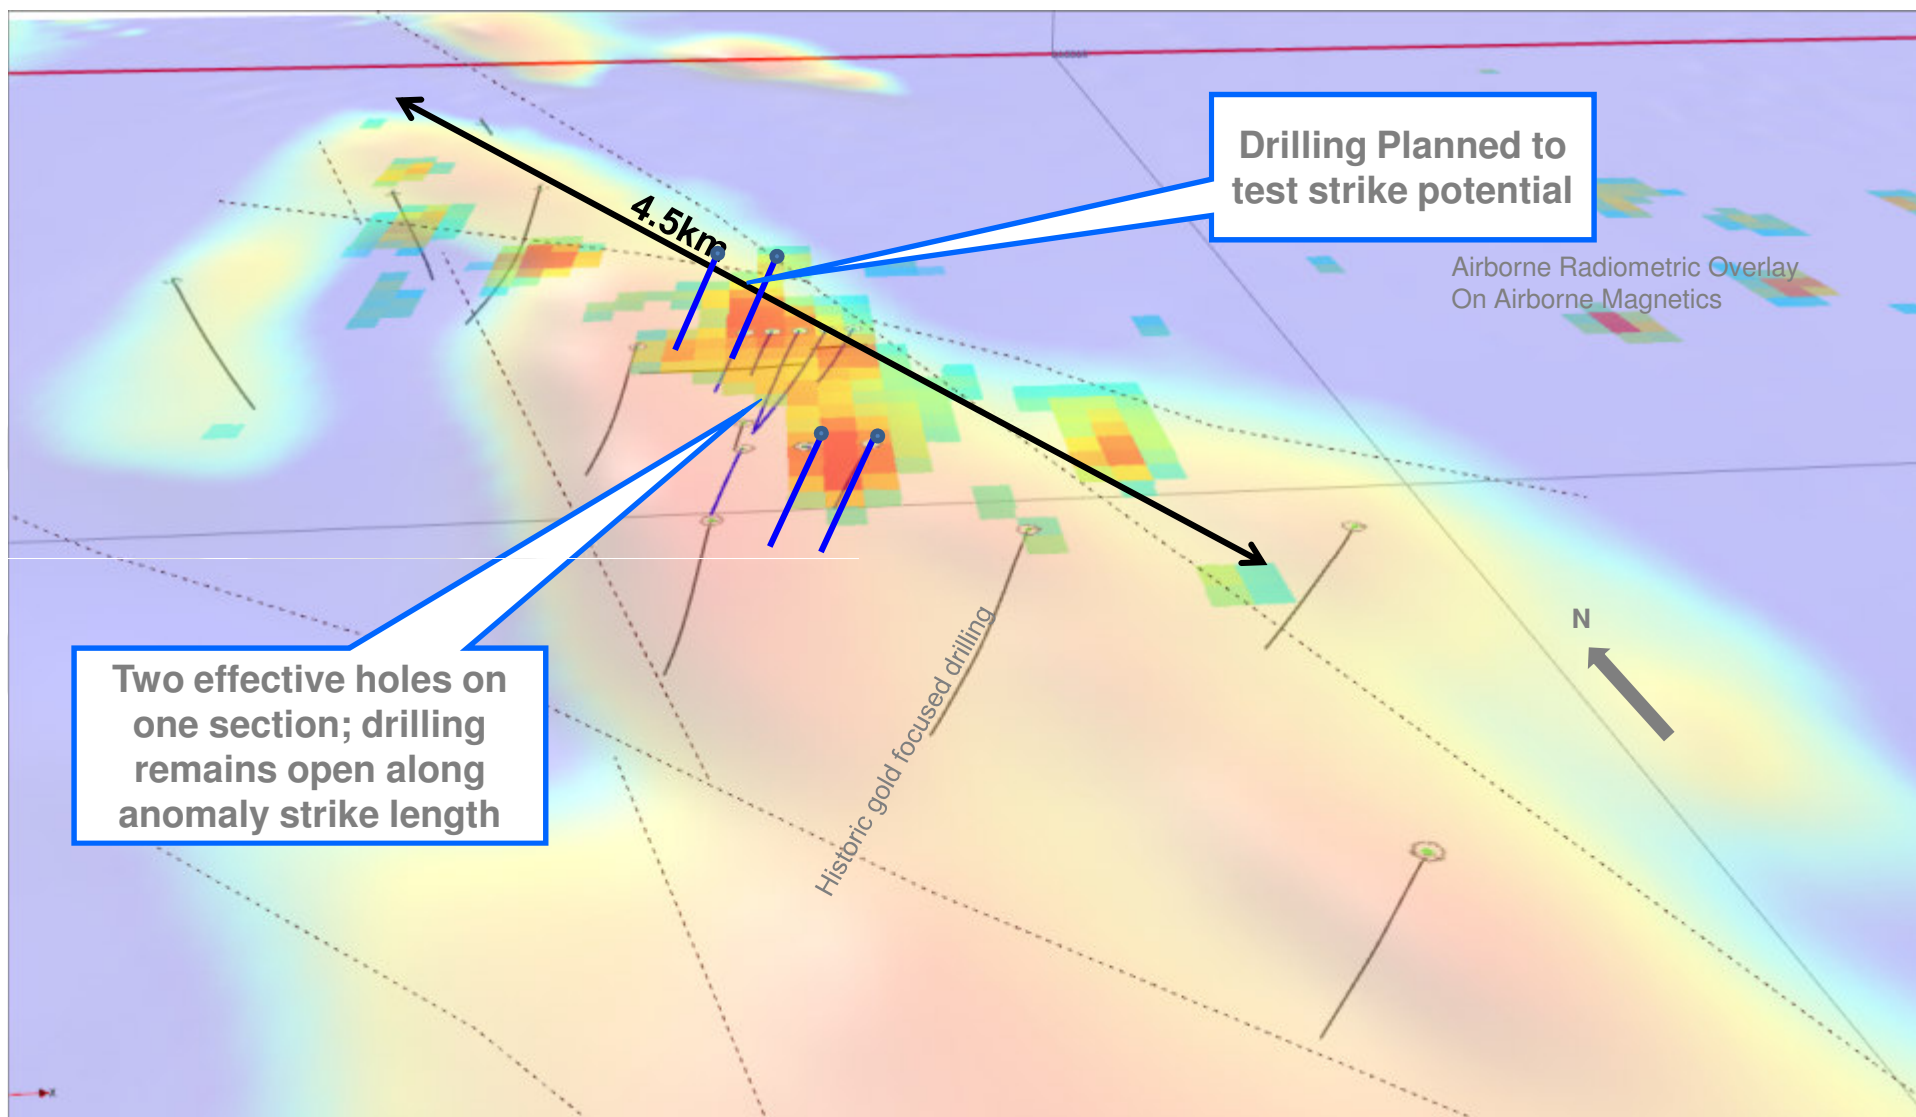 Drilling Planned to
test strike potential
4.5km
Airborne Radiometric Overlay
On Airborne Magnetics
N
Two effective holes on
one section; drilling
remains open along
anomaly strike length
Historic gold focused drilling